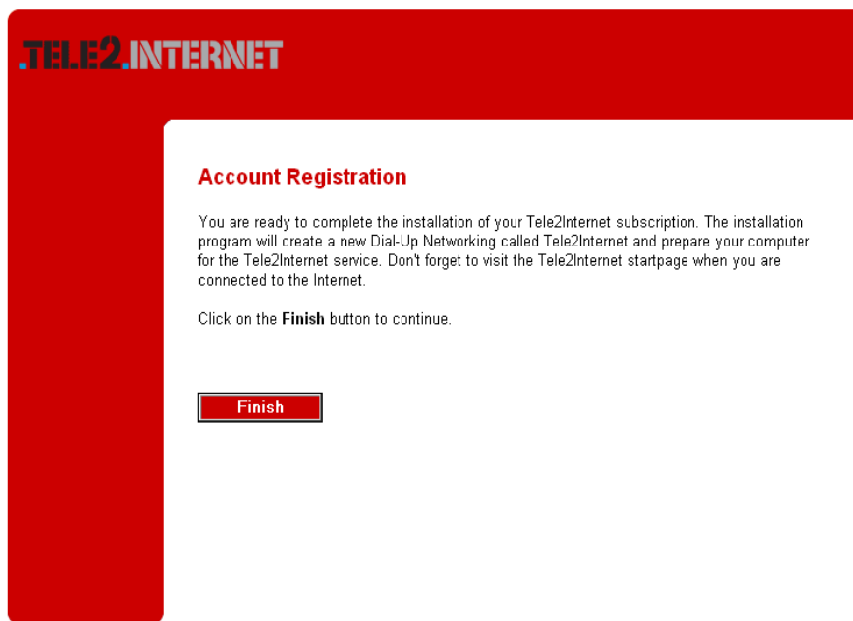 .TELE2.INTERNET
Account Registration
You are ready to complete the installation of your Tele2Internet subscription. The installation
program will create a new Dial-Up Networking called Tele2Internet and prepare your computer
for the Tele2Internet service. Don't forget to visit the Tele2Internet startpage when you are
connected to the Internet.
Click on the Finish button to continue.
Finish